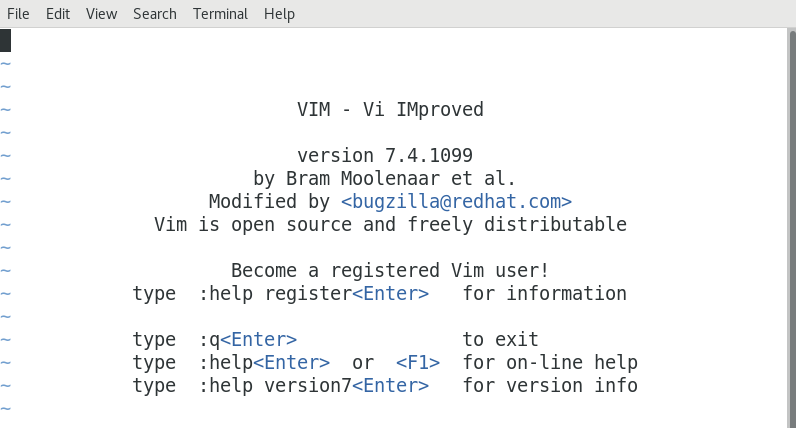 File Edit View Search Terminal Help
~
~
~ VIM - Vi IMproved
~
~ version 7.4.1099
~ by Bram Moolenaar et al.
~ Modified by <bugzilla@redhat.com>
~ Vim is open source and freely distributable
~
~ Become a registered Vim user!
~ type :help register<Enter> for information
~
~ type :q<Enter> to exit
~ type :help<Enter> or <F1> for on-line help
~ type :help version7<Enter> for version info
~